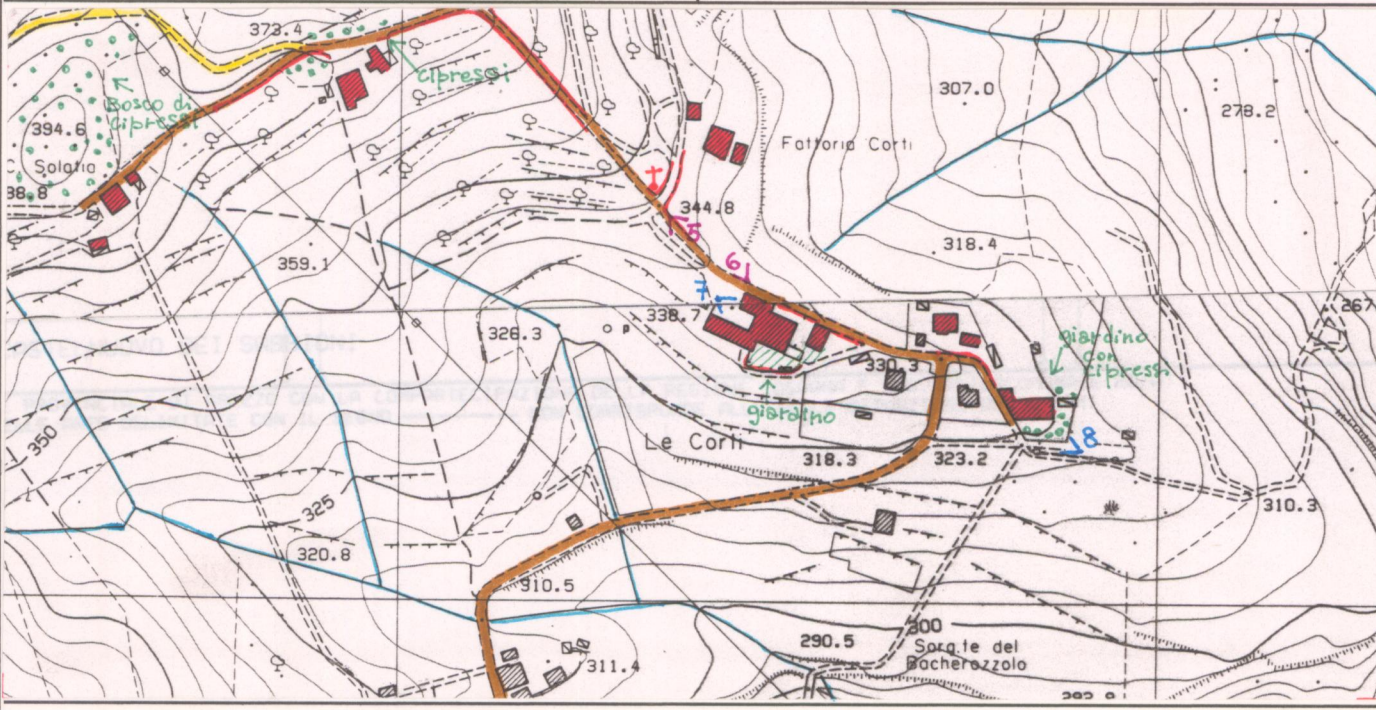 373.4
cipressi
Bosco di
cipressi
394.6
Solatio
38.8
307.0
278.2
Fattoria Corti
344.8
5
318.4
359.1
6
7
338.7
328.3
P
267
giardino
con
cipressi
330.3
giardino
Le Corti
8
350
318.3
323.2
325
310.3
320.8
310.5
290.5
300
Sorg.te del
Bacherozzolo
311.4